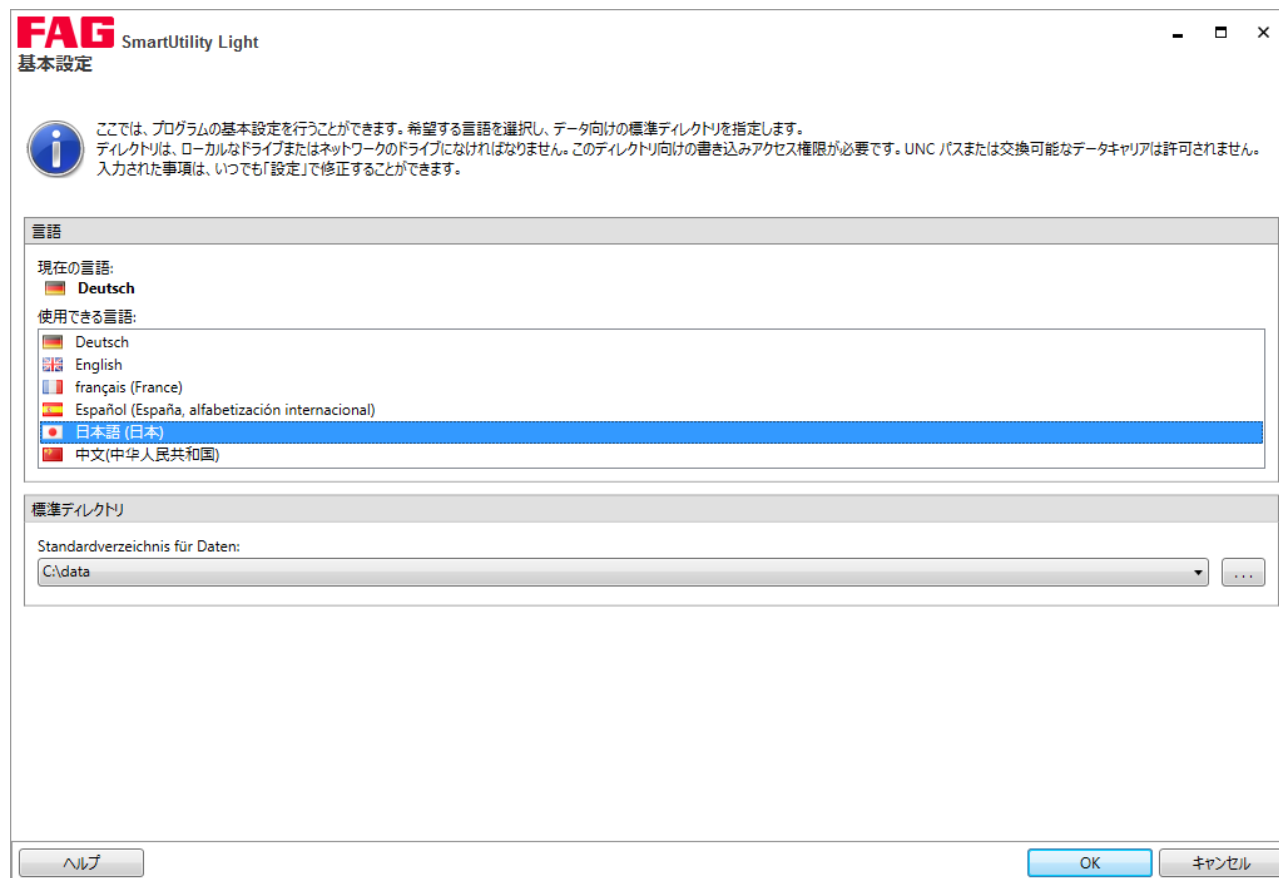 FAG SmartUtility Light
基本設定
ここでは、プログラムの基本設定を行うことができます。希望する言語を選択し、データ向けの標準ディレクトリを指定します。
ディレクトリは、ローカルなドライブまたはネットワークのドライブになければなりません。このディレクトリ向けの書き込みアクセス権限が必要です。UNC パスまたは交換可能なデータキャリアは許可されません。
入力された事項は、いつでも「設定」で修正することができます。
言語
現在の言語:
Deutsch
使用できる言語:
Deutsch
English
français (France)
Español (España, alfabetización internacional)
日本語 (日本)
中文(中华人民共和国)
標準ディレクトリ
Standardverzeichnis für Daten:
C:\data
...
ヘルプ
OK
キャンセル